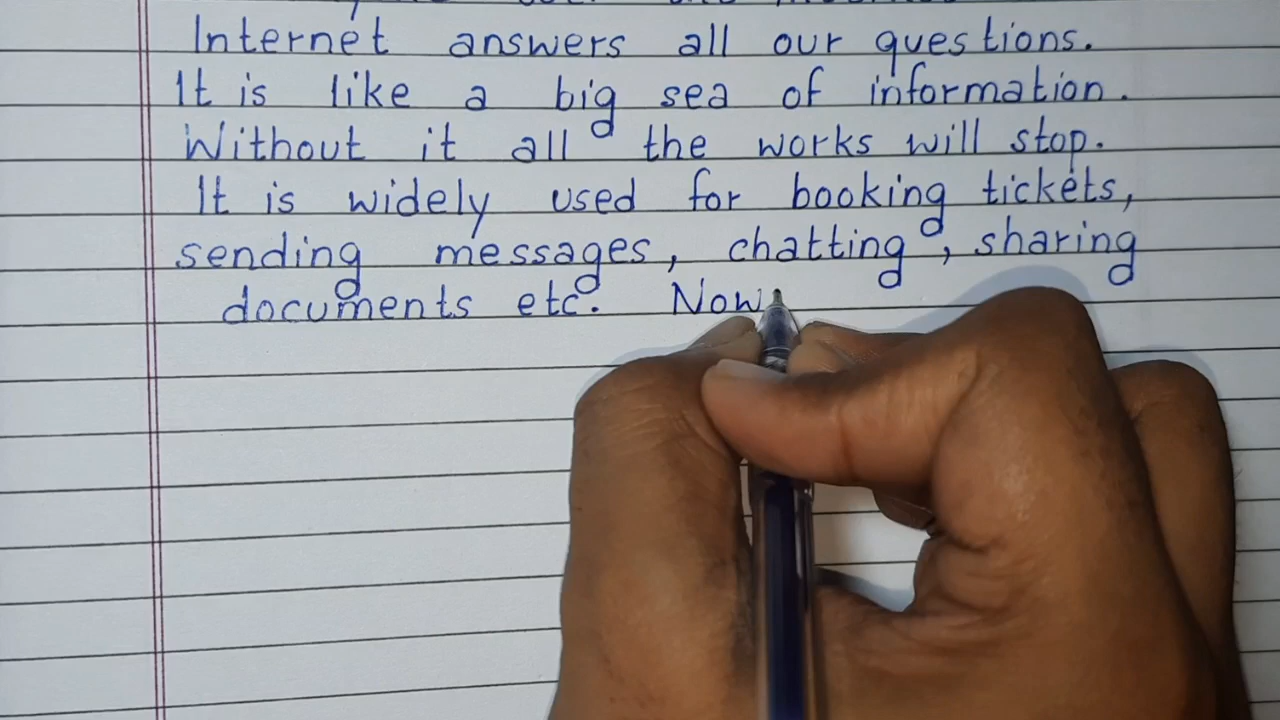 Internet answers all our questions.
It is like a big sea of information.
Without it all the works will stop.
It is widely used for booking tickets,
sending messages, chatting, sharing
documents etc. Now